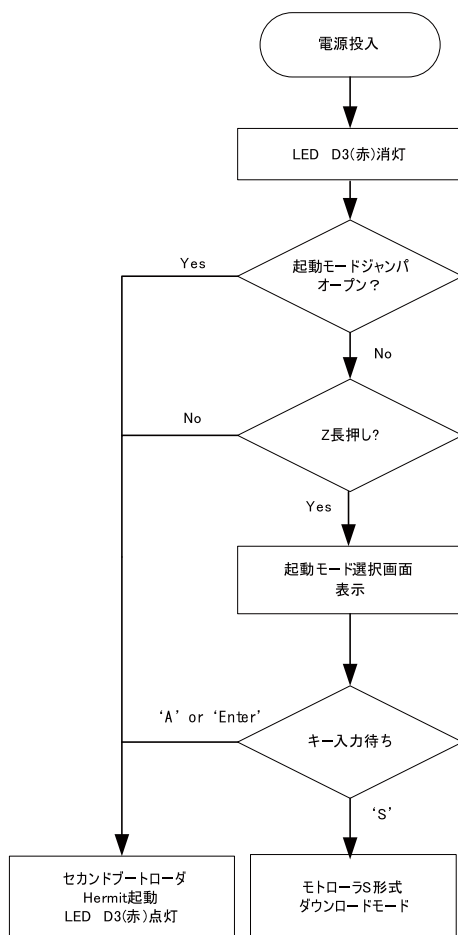 電源投入
LED D3(赤)消灯
Yes
起動モードジャンパ
オープン？
No
No
Z長押し?
Yes
起動モード選択画面
表示
‘A’ or ‘Enter’
キー入力待ち
‘S’
セカンドブートローダ
Hermit起動
LED D3(赤)点灯
モトローラS形式
ダウンロードモード